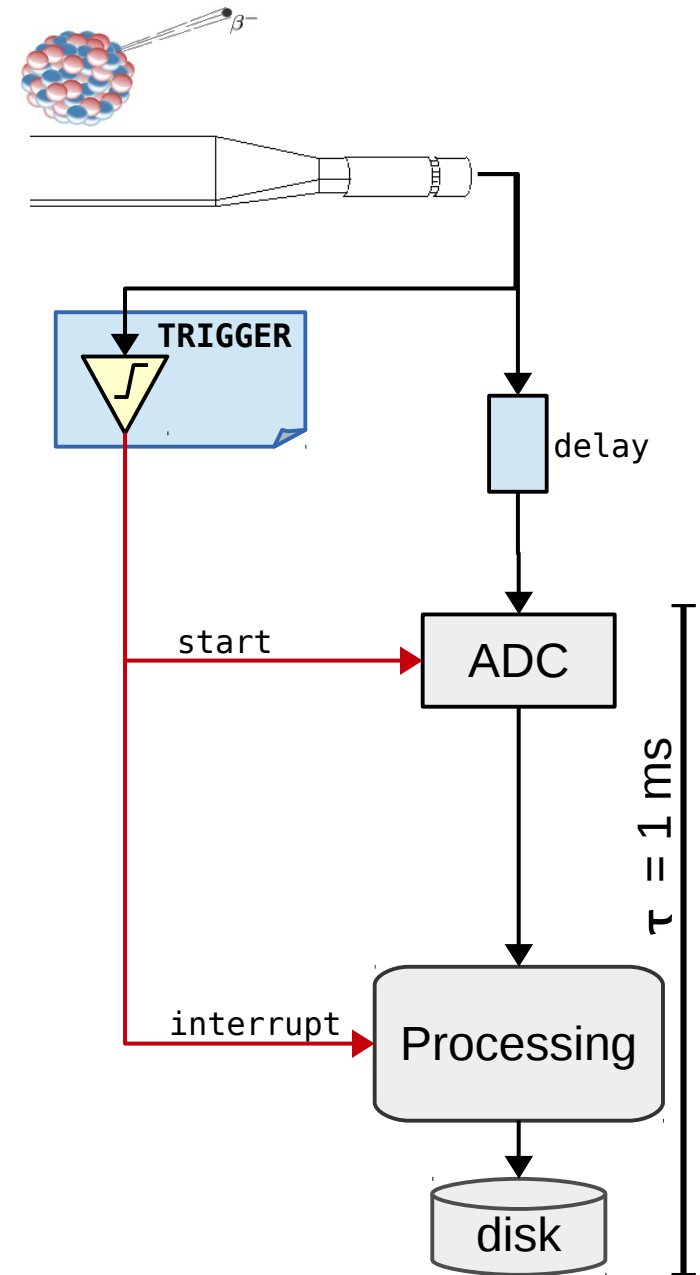 β⁻
TRIGGER
delay
start
ADC
τ = 1 ms
interrupt
Processing
disk